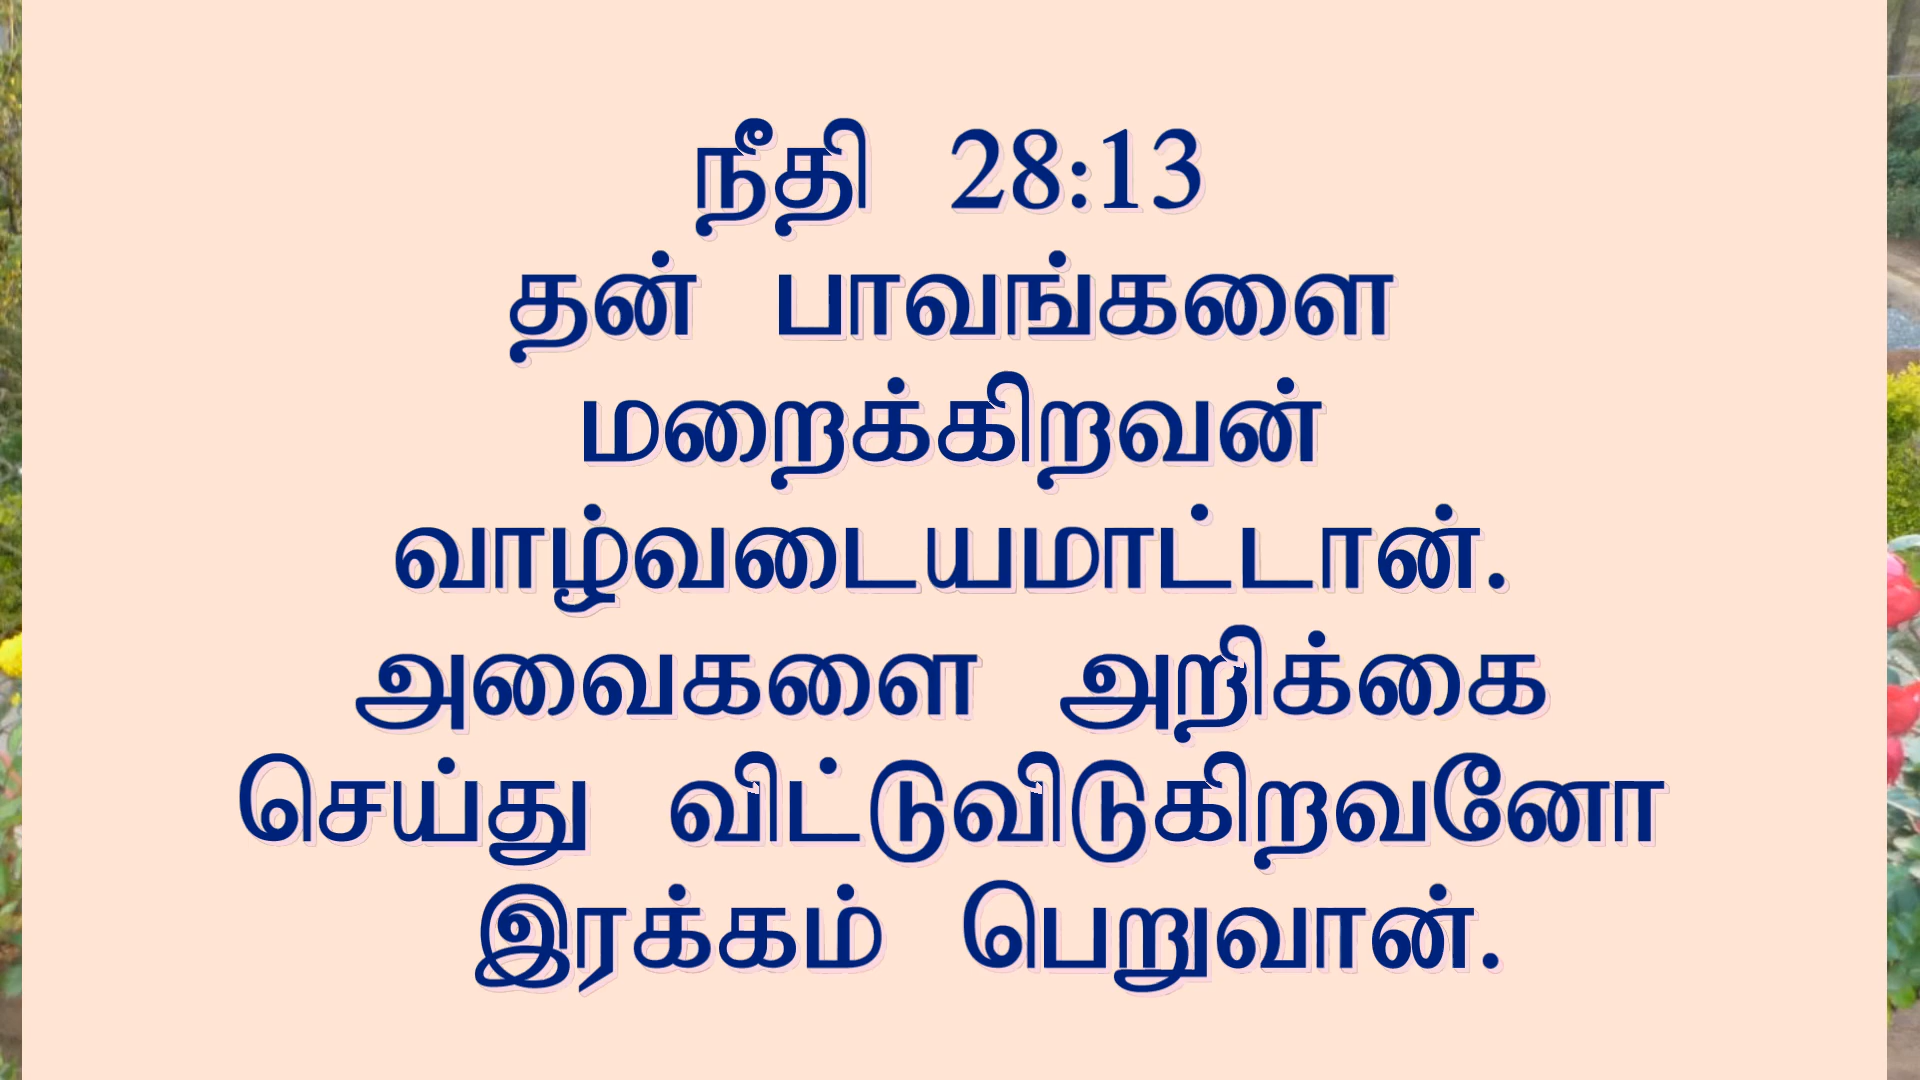 நீதி 28:13
தன் பாவங்களை
மறைக்கிறவன்
வாழ்வடையமாட்டான்.
அவைகளை அறிக்கை
செய்து விட்டுவிடுகிறவனோ
இரக்கம் பெறுவான்.